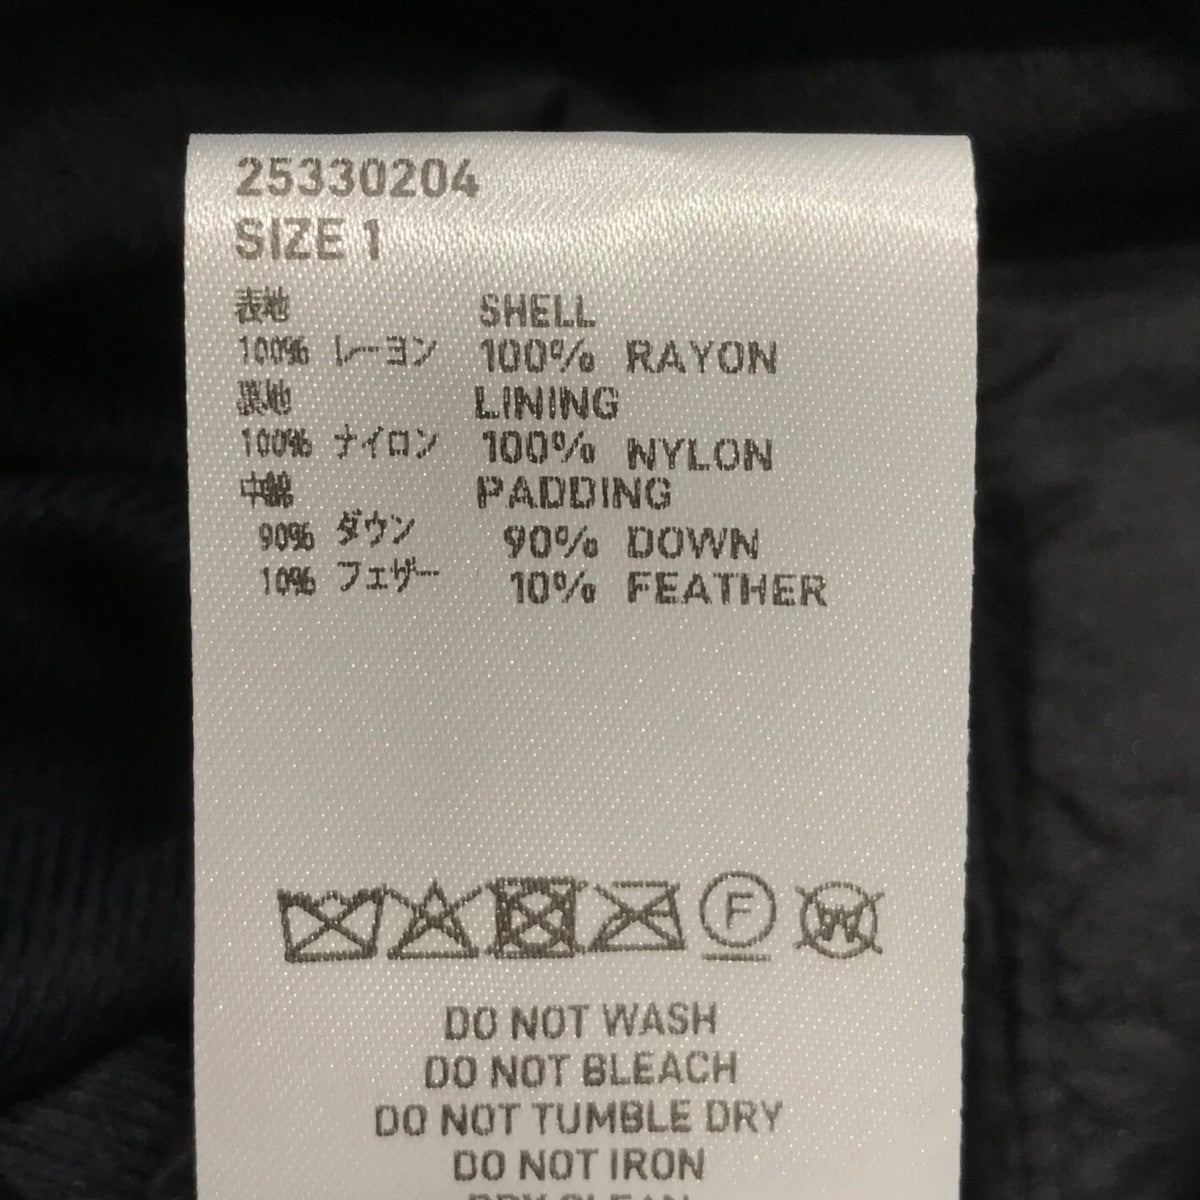 25330204
SIZE 1
表地 SHELL
100% レーヨン 100% RAYON
裏地 LINING
100% ナイロン 100% NYLON
中綿 PADDING
90% ダウン 90% DOWN
10% フェザー 10% FEATHER
F W
DO NOT WASH
DO NOT BLEACH
DO NOT TUMBLE DRY
DO NOT IRON
DRY CLEAN